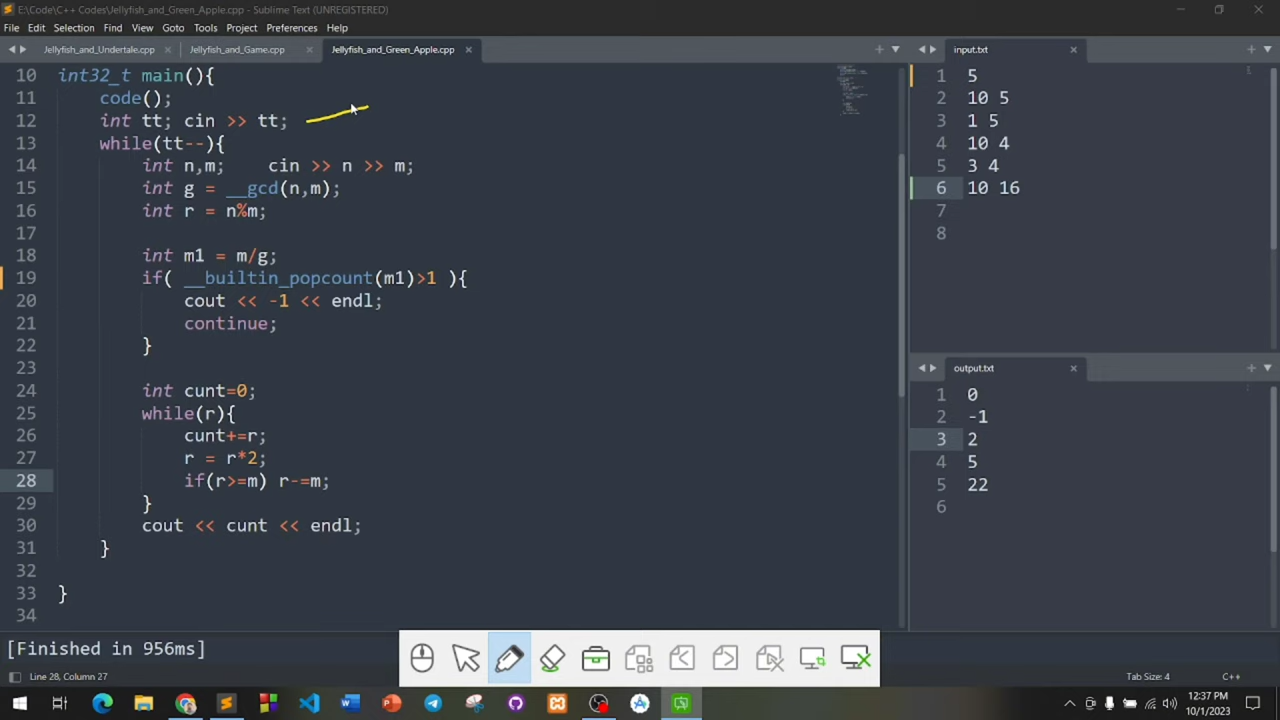 E:\Code\C++ Codes\Jellyfish_and_Green_Apple.cpp - Sublime Text (UNREGISTERED)
File Edit Selection Find View Goto Tools Project Preferences Help
Jellyfish_and_Undertale.cpp Jellyfish_and_Game.cpp Jellyfish_and_Green_Apple.cpp
10 int32_t main(){
11 code();
12 int tt; cin >> tt;
13 while(tt--){
14 int n,m; cin >> n >> m;
15 int g = __gcd(n,m);
16 int r = n%m;
17
18 int m1 = m/g;
19 if( __builtin_popcount(m1)>1 ){
20 cout << -1 << endl;
21 continue;
22 }
23
24 int cunt=0;
25 while(r){
26 cunt+=r;
27 r = r*2;
28 if(r>=m) r-=m;
29 }
30 cout << cunt << endl;
31 }
32
33 }
34
input.txt
1 5
2 10 5
3 1 5
4 10 4
5 3 4
6 10 16
7
8
output.txt
1 0
2 -1
3 2
4 5
5 22
6
[Finished in 956ms]
Line 28, Column 27
Tab Size: 4 C++
12:37 PM
10/1/2023